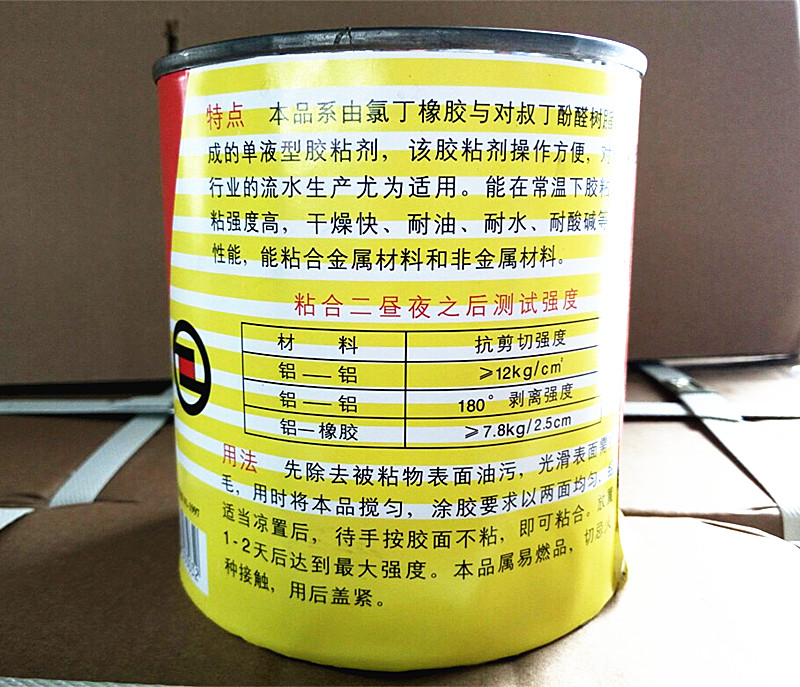 特点 本品系由氯丁橡胶与对叔丁酚醛树脂
成的单液型胶粘剂，该胶粘剂操作方便，对
行业的流水生产尤为适用。能在常温下胶粘
粘强度高，干燥快、耐油、耐水、耐酸碱等
性能，能粘合金属材料和非金属材料。
粘合二昼夜之后测试强度
材 料 抗剪切强度
铝——铝 ≥12kg/cm²
铝——铝 180°剥离强度
铝—橡胶 ≥7.8kg/2.5cm
用法 先除去被粘物表面油污，光滑表面需
毛，用时将本品搅匀，涂胶要求以两面均匀、
适当凉置后，待手按胶面不粘，即可粘合。放置
1-2天后达到最大强度。本品属易燃品，切忌火
种接触，用后盖紧。
1997